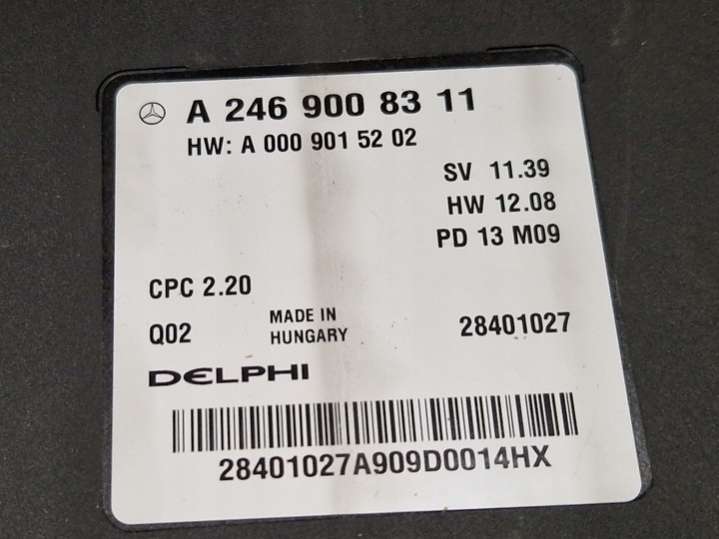 A 246 900 83 11
HW: A 000 901 52 02
SV 11.39
HW 12.08
PD 13 M09
CPC 2.20
Q02
MADE IN
HUNGARY
28401027
DELPHI
28401027A909D0014HX